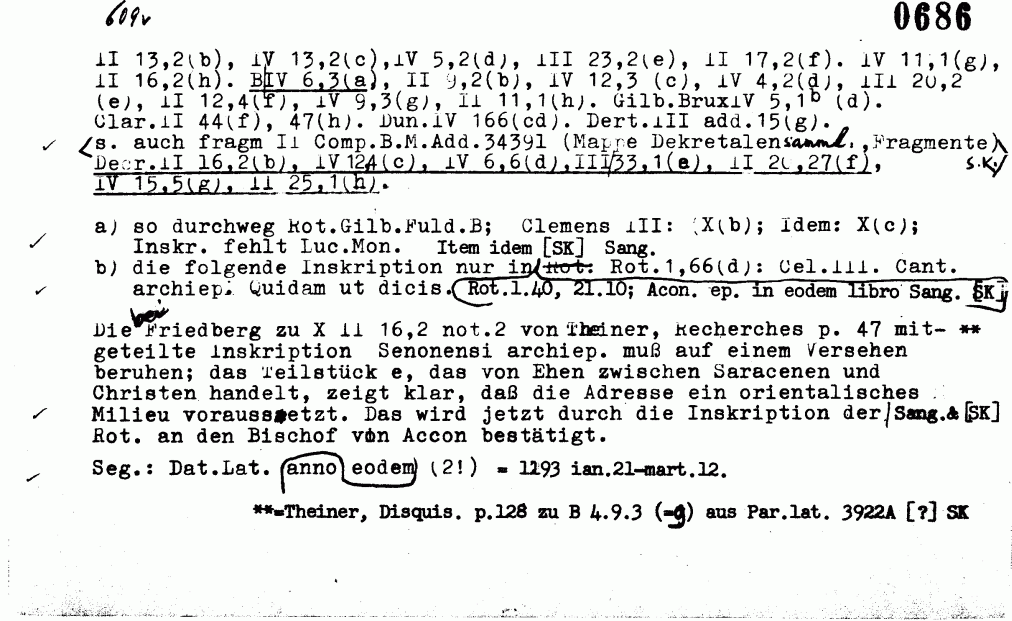 609v 0686
II 13,2(b), IV 13,2(c),IV 5,2(d), III 23,2(e), II 17,2(f). IV 11,1(g),
II 16,2(h). BIV 6,3(a), II 9,2(b), IV 12,3 (c), IV 4,2(d), III 20,2
(e), II 12,4(f), IV 9,3(g), II 11,1(h). Gilb.BruxIV 5,1b (d).
Clar.II 44(f), 47(h). Dun.IV 166(cd). Dert.III add.15(g).
s. auch fragm II Comp.B.M.Add.34391 (Mappe Dekretalensamml., Fragmente)
Decr.II 16,2(b), IV 12,4(c), IV 6,6(d),III 33,1(e), II 20,27(f), S.K.
IV 15,5(g), II 25,1(h).
a) so durchweg Rot.Gilb.Fuld.B; Clemens III: X(b); Idem: X(c);
Inskr. fehlt Luc.Mon. Item idem [SK] Sang.
b) die folgende Inskription nur in Rot: Rot.1,66(d): Cel.III. Cant.
archiep. Quidam ut dicis. Rot.1.40, 21.10; Acon. ep. in eodem libro Sang. [SK]
Die bei Friedberg zu X II 16,2 not.2 von Theiner, Recherches p. 47 mit- **
geteilte Inskription Senonensi archiep. muß auf einem Versehen
beruhen; das Teilstück e, das von Ehen zwischen Saracenen und
Christen handelt, zeigt klar, daß die Adresse ein orientalisches
Milieu voraussetzt. Das wird jetzt durch die Inskription der Sang.& [SK]
Rot. an den Bischof von Accon bestätigt.
Seg.: Dat.Lat. anno eodem (2!) = 1193 ian.21-mart.12.
**=Theiner, Disquis. p.128 zu B 4.9.3 (=g) aus Par.lat. 3922A [?] SK